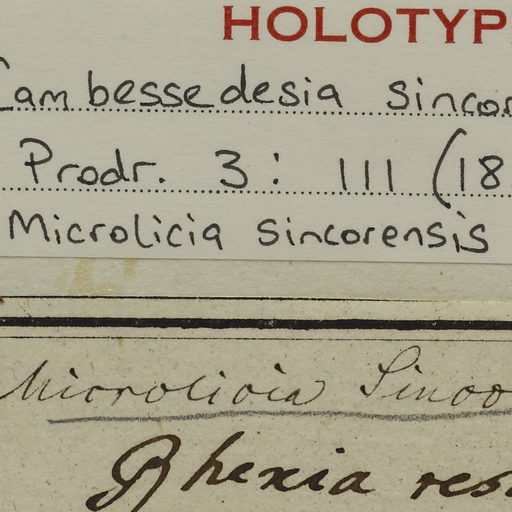 HOLOTYP
Cambessedesia sincor
Prodr. 3: 111 (18
Microlicia sincorensis
Microlicia Sinco
Rhexia res